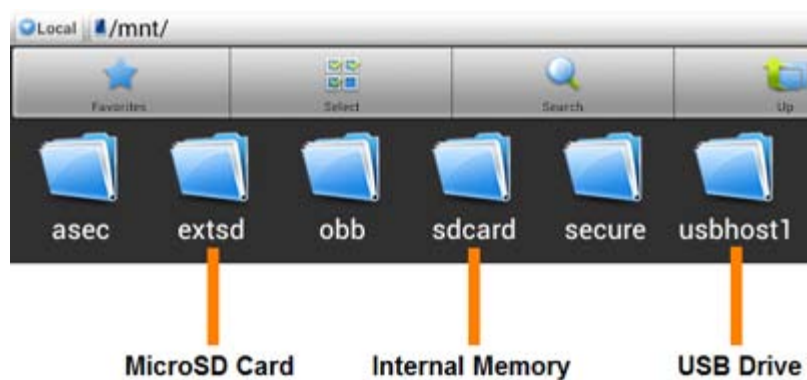 Local /mnt/
Favorites Select Search Up
asec extsd obb sdcard secure usbhost1
MicroSD Card Internal Memory USB Drive